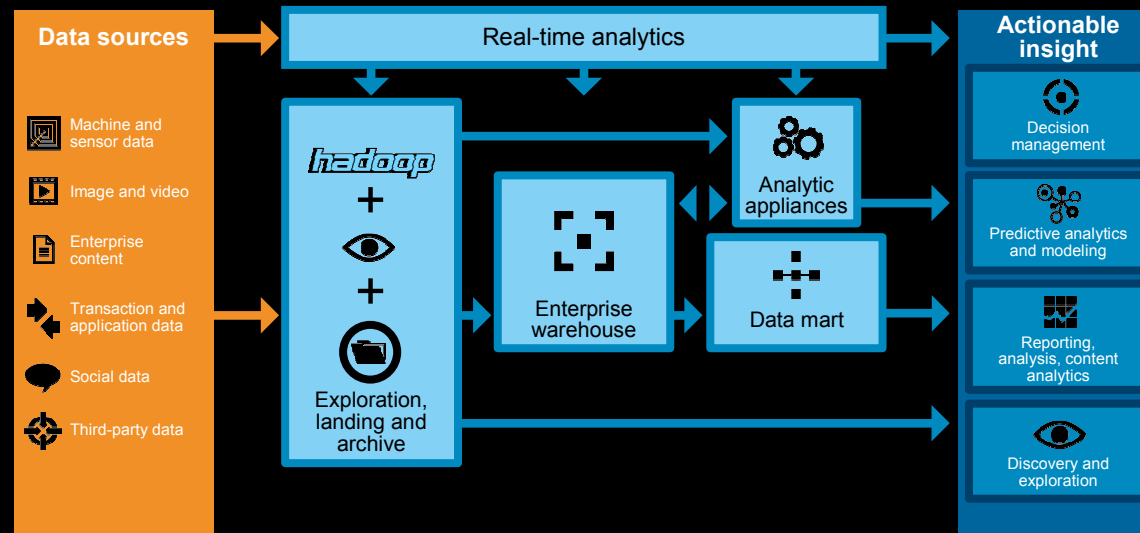 Data sources
Machine and
sensor data
Image and video
Enterprise
content
Transaction and
application data
Social data
Third-party data
Real-time analytics
hadoop
+
+
Exploration,
landing and
archive
Enterprise
warehouse
Analytic
appliances
Data mart
Actionable
insight
Decision
management
Predictive analytics
and modeling
Reporting,
analysis, content
analytics
Discovery and
exploration